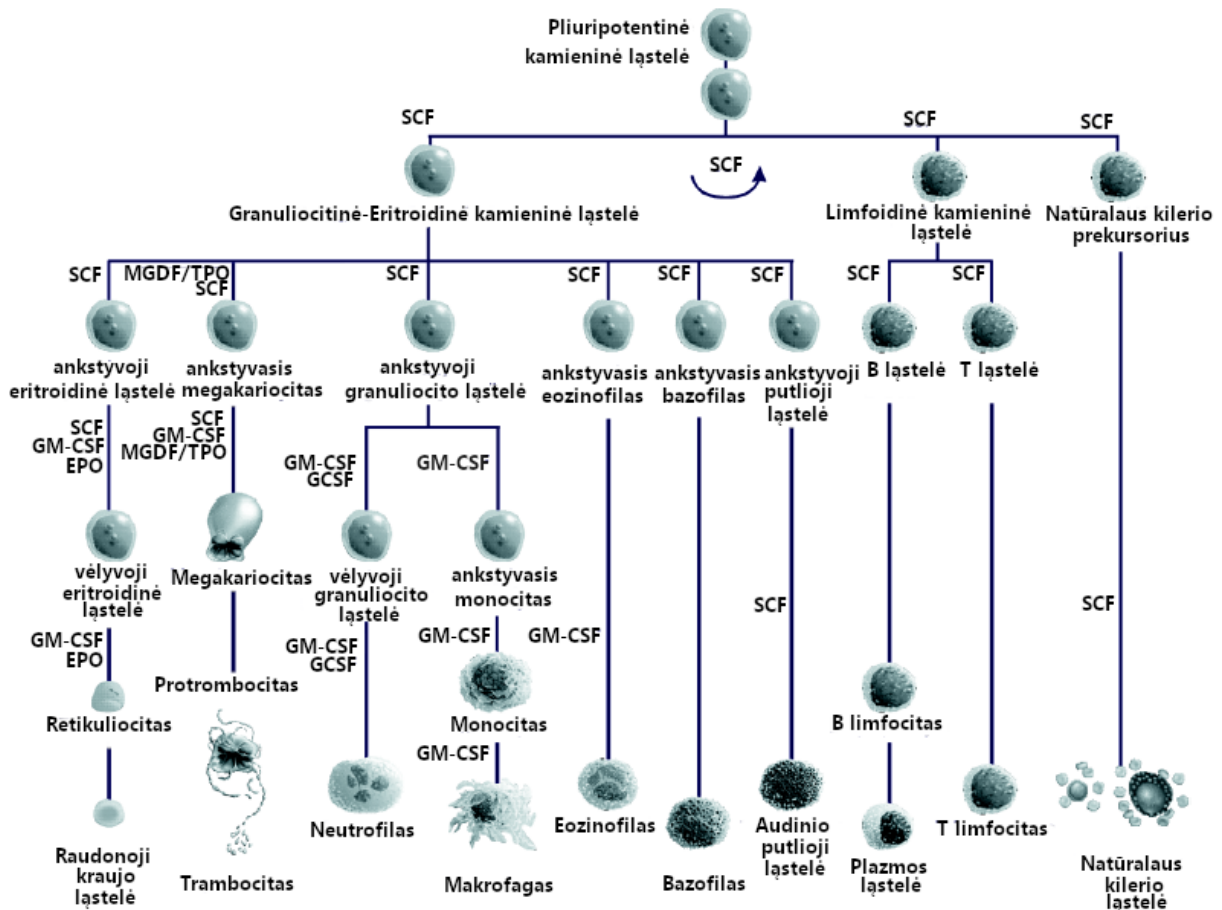 Pliuripotentinė
kamieninė ląstelė
SCF
SCF
SCF
SCF
Granuliocitinė-Eritroidinė kamieninė ląstelė
Limfoidinė kamieninė
ląstelė
Natūralaus kilerio
prekursorius
SCF
MGDF/TPO
SCF
SCF
SCF
SCF
SCF
SCF
SCF
ankstyvoji
eritroidinė ląstelė
ankstyvasis
megakariocitas
ankstyvoji
granuliocito ląstelė
ankstyvasis
eozinofilas
ankstyvasis
bazofilas
ankstyvoji
putlioji
ląstelė
B ląstelė
T ląstelė
SCF
GM-CSF
EPO
SCF
GM-CSF
MGDF/TPO
GM-CSF
GCSF
GM-CSF
vėlyvoji
eritroidinė
ląstelė
Megakariocitas
vėlyvoji
granuliocito
ląstelė
ankstyvasis
monocitas
SCF
SCF
GM-CSF
EPO
GM-CSF
GCSF
GM-CSF
GM-CSF
Protrombocitas
Retikuliocitas
Monocitas
B limfocitas
GM-CSF
Neutrofilas
Eozinofilas
Audinio
putlioji
ląstelė
T limfocitas
Raudonoji
kraujo
ląstelė
Trambocitas
Makrofagas
Bazofilas
Plazmos
ląstelė
Natūralaus
kilerio
ląstelė